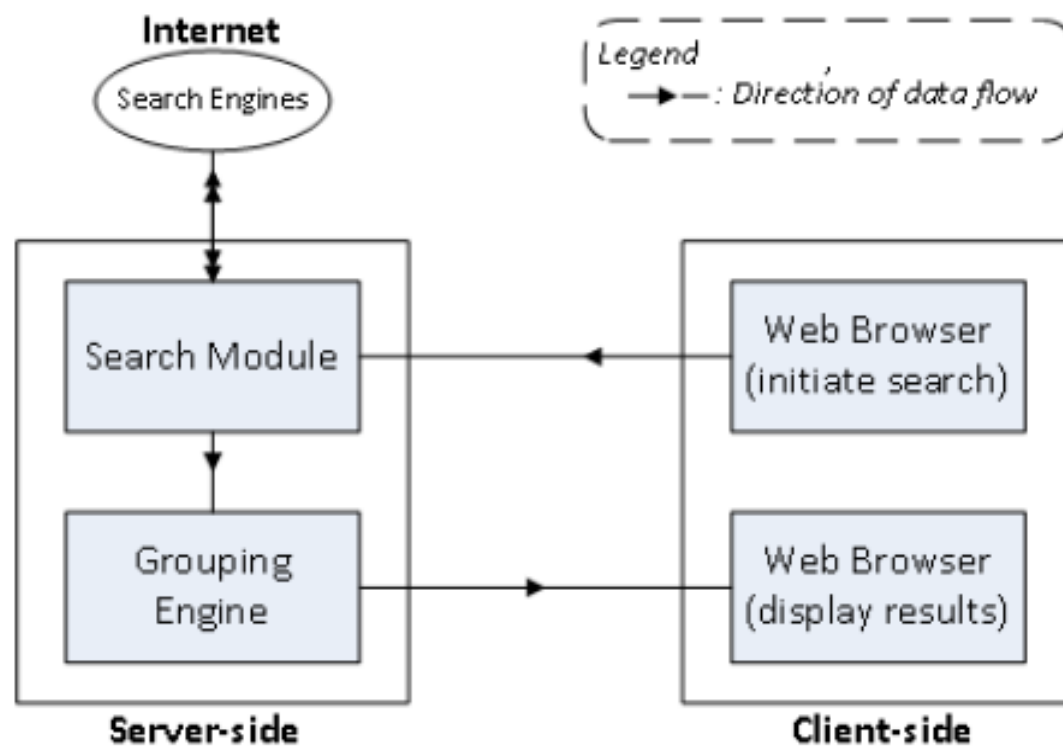 Internet
Search Engines
Legend
, 
: Direction of data flow
Search Module
Web Browser
(initiate search)
Grouping
Engine
Web Browser
(display results)
Server-side
Client-side